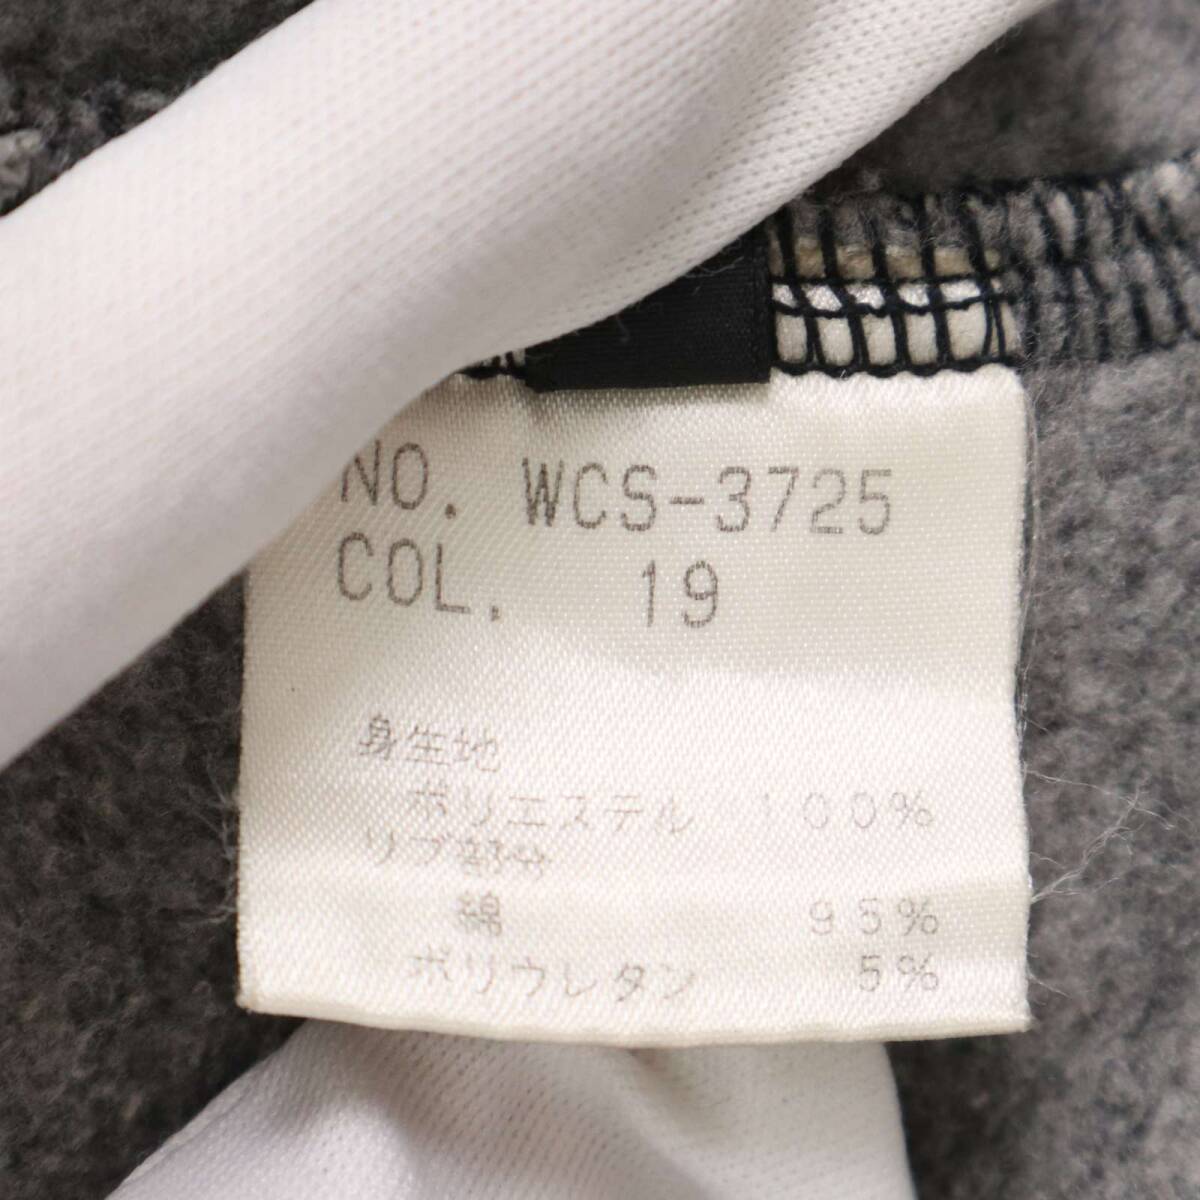 NO. WCS-3725
COL. 19
身生地
ポリエステル 100%
リブ部分
綿 95%
ポリウレタン 5%